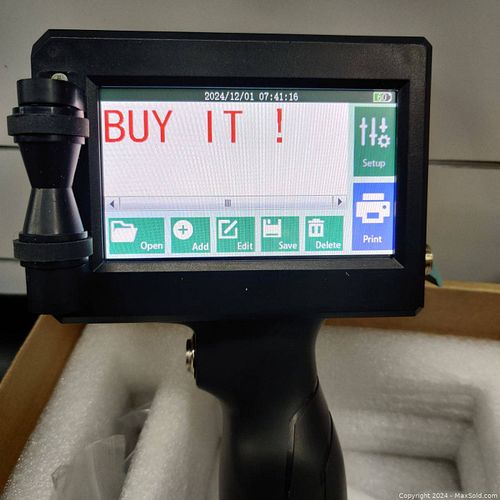 2024/12/01 07:41:16
BUY IT !
Setup
Open
Add
Edit
Save
Delete
Print
Copyright 2024 - MaxSold.com